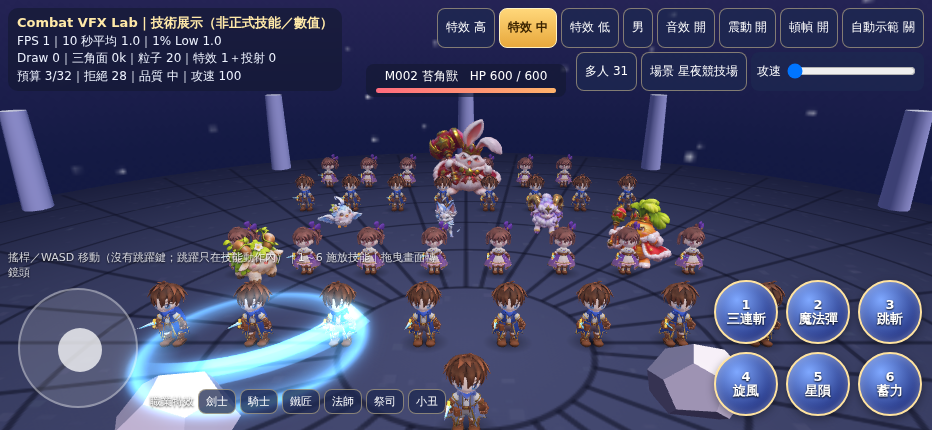 Combat VFX Lab｜技術展示（非正式技能／數值）
FPS 1｜10 秒平均 1.0｜1% Low 1.0
Draw 0｜三角面 0k｜粒子 20｜特效 1＋投射 0
預算 3/32｜拒絕 28｜品質 中｜攻速 100
特效 高
特效 中
特效 低
男
音效 開
震動 開
頓幀 開
自動示範 關
M002 苔角獸 HP 600 / 600
多人 31
場景 星夜競技場
攻速
搖桿／WASD 移動（沒有跳躍鍵；跳躍只在技能動作內）｜1–6 施放技能｜拖曳畫面轉
鏡頭
1
三連斬
2
魔法彈
3
跳斬
4
旋風
5
星隕
6
蓄力
職業特效
劍士
騎士
鐵匠
法師
祭司
小丑